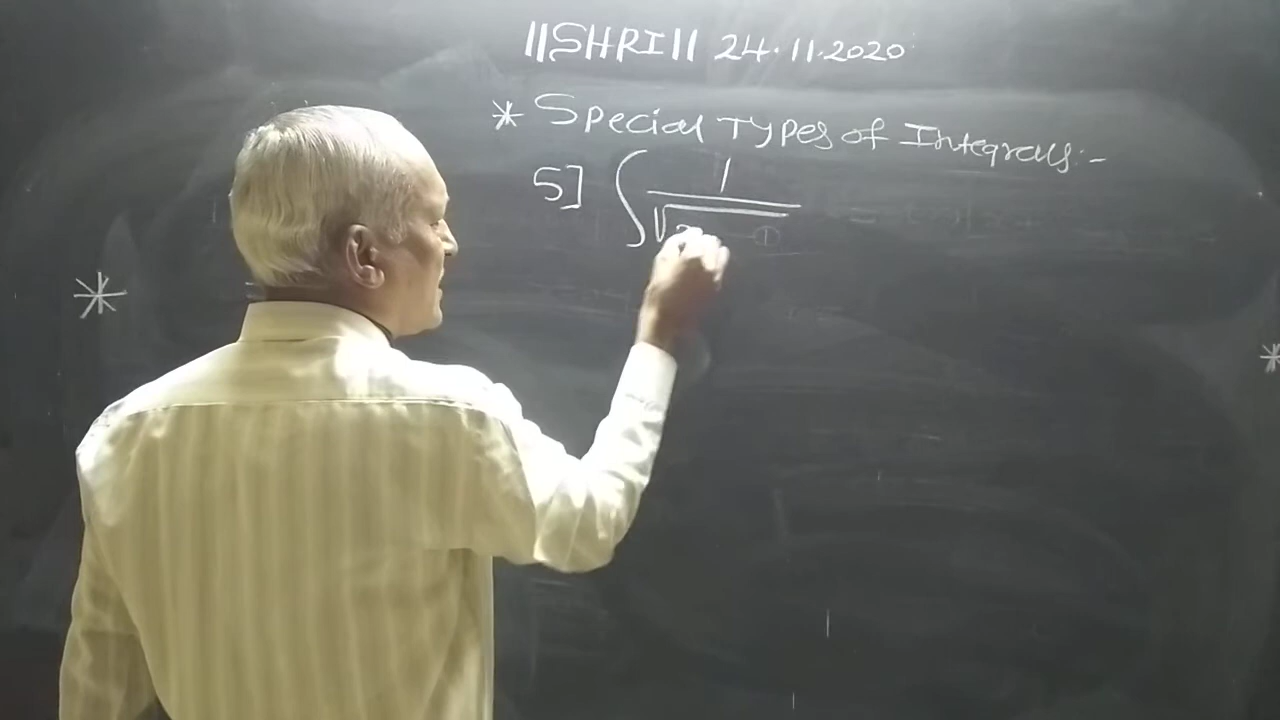 ||SHRI|| 24.11.2020
* Special Types of Integrals:-
5] ∫ 1/√
*
*